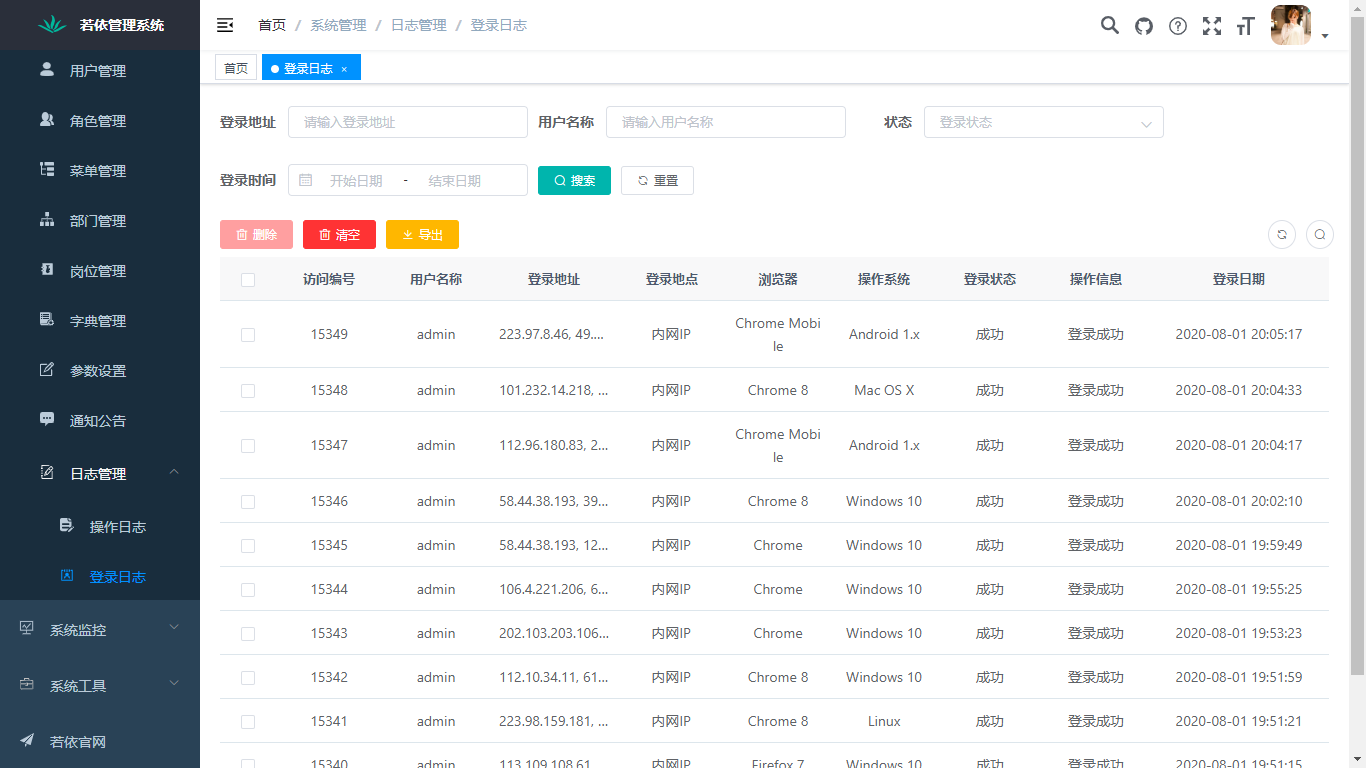 若依管理系统
用户管理
角色管理
菜单管理
部门管理
岗位管理
字典管理
参数设置
通知公告
日志管理
操作日志
登录日志
系统监控
系统工具
若依官网
首页 / 系统管理 / 日志管理 / 登录日志
首页 登录日志 ×
登录地址 请输入登录地址 用户名称 请输入用户名称 状态 登录状态
登录时间 开始日期 - 结束日期 搜索 重置
删除 清空 导出
访问编号 用户名称 登录地址 登录地点 浏览器 操作系统 登录状态 操作信息 登录日期
15349 admin 223.97.8.46, 49.... 内网IP Chrome Mobi Android 1.x 成功 登录成功 2020-08-01 20:05:17
le
15348 admin 101.232.14.218, ... 内网IP Chrome 8 Mac OS X 成功 登录成功 2020-08-01 20:04:33
15347 admin 112.96.180.83, 2... 内网IP Chrome Mobi Android 1.x 成功 登录成功 2020-08-01 20:04:17
le
15346 admin 58.44.38.193, 39... 内网IP Chrome 8 Windows 10 成功 登录成功 2020-08-01 20:02:10
15345 admin 58.44.38.193, 12... 内网IP Chrome Windows 10 成功 登录成功 2020-08-01 19:59:49
15344 admin 106.4.221.206, 6... 内网IP Chrome Windows 10 成功 登录成功 2020-08-01 19:55:25
15343 admin 202.103.203.106... 内网IP Chrome Windows 10 成功 登录成功 2020-08-01 19:53:23
15342 admin 112.10.34.11, 61... 内网IP Chrome 8 Windows 10 成功 登录成功 2020-08-01 19:51:59
15341 admin 223.98.159.181, ... 内网IP Chrome 8 Linux 成功 登录成功 2020-08-01 19:51:21
15340 admin 113.109.108.61 内网IP Firefox 7 Windows 10 成功 登录成功 2020-08-01 19:51:15